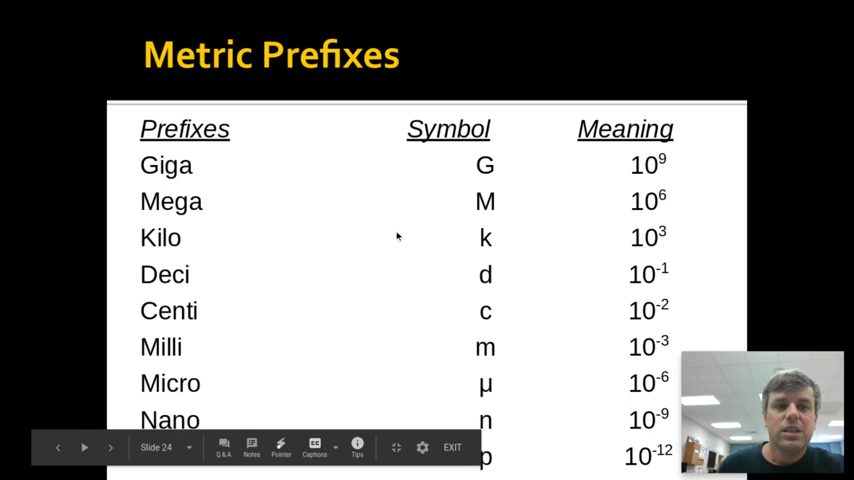 Metric Prefixes
Prefixes Symbol Meaning
Giga G 10⁹
Mega M 10⁶
Kilo k 10³
Deci d 10⁻¹
Centi c 10⁻²
Milli m 10⁻³
Micro μ 10⁻⁶
Nano n 10⁻⁹
p 10⁻¹²
Slide 24 Q & A Notes Pointer CC Captions Tips EXIT